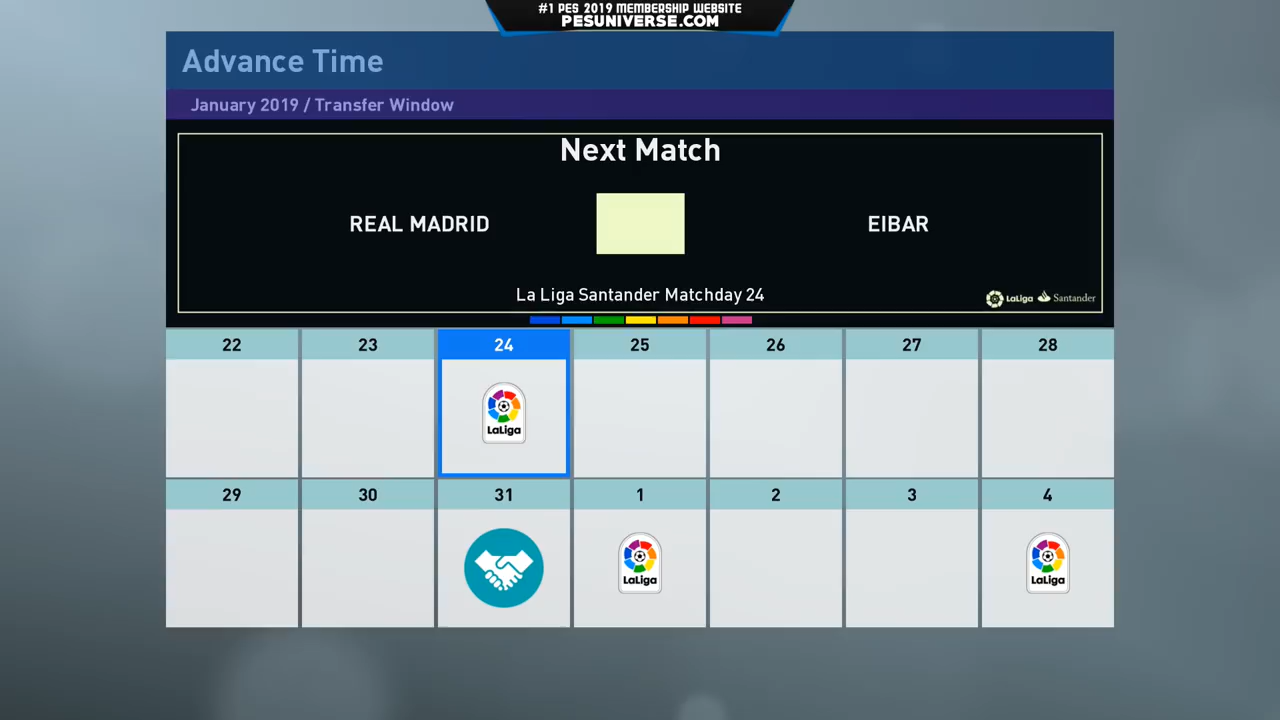 #1 PES 2019 MEMBERSHIP WEBSITE
PESUNIVERSE.COM
Advance Time
January 2019 / Transfer Window
Next Match
REAL MADRID
EIBAR
La Liga Santander Matchday 24
LaLiga Santander
22 23 24 25 26 27 28
LaLiga
29 30 31 1 2 3 4
LaLiga LaLiga